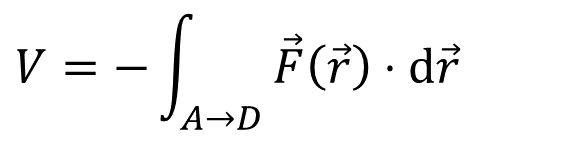 V = −∫_{A→D} F⃗(r⃗) · dr⃗